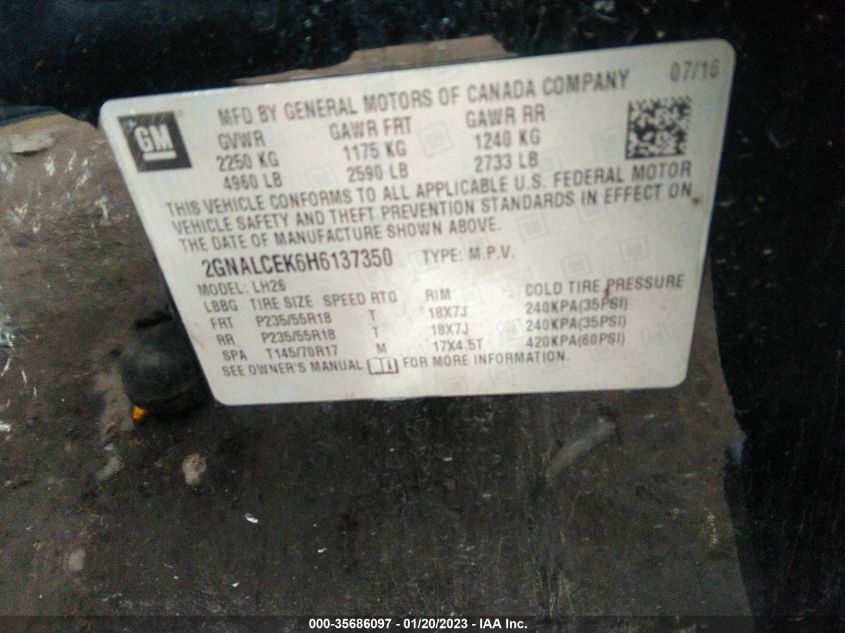 07/16
MFD BY GENERAL MOTORS OF CANADA COMPANY
GM
GVWR GAWR FRT GAWR RR
2250 KG 1175 KG 1240 KG
4960 LB 2590 LB 2733 LB
THIS VEHICLE CONFORMS TO ALL APPLICABLE U.S. FEDERAL MOTOR
VEHICLE SAFETY AND THEFT PREVENTION STANDARDS IN EFFECT ON
THE DATE OF MANUFACTURE SHOWN ABOVE.
2GNALCEK6H6137350 TYPE: M.P.V.
MODEL: LH26
LBBG TIRE SIZE SPEED RTG RIM COLD TIRE PRESSURE
FRT P235/55R18 T 18X7J 240KPA(35PSI)
RR P235/55R18 T 18X7J 240KPA(35PSI)
SPA T145/70R17 M 17X4.5T 420KPA(60PSI)
SEE OWNER'S MANUAL FOR MORE INFORMATION.
000-35686097 - 01/20/2023 - IAA Inc.